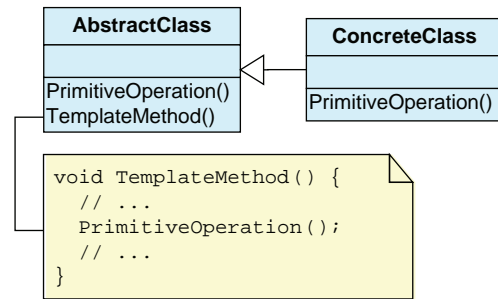 AbstractClass
PrimitiveOperation()
TemplateMethod()
ConcreteClass
PrimitiveOperation()
void TemplateMethod() {
  // ...
  PrimitiveOperation();
  // ...
}